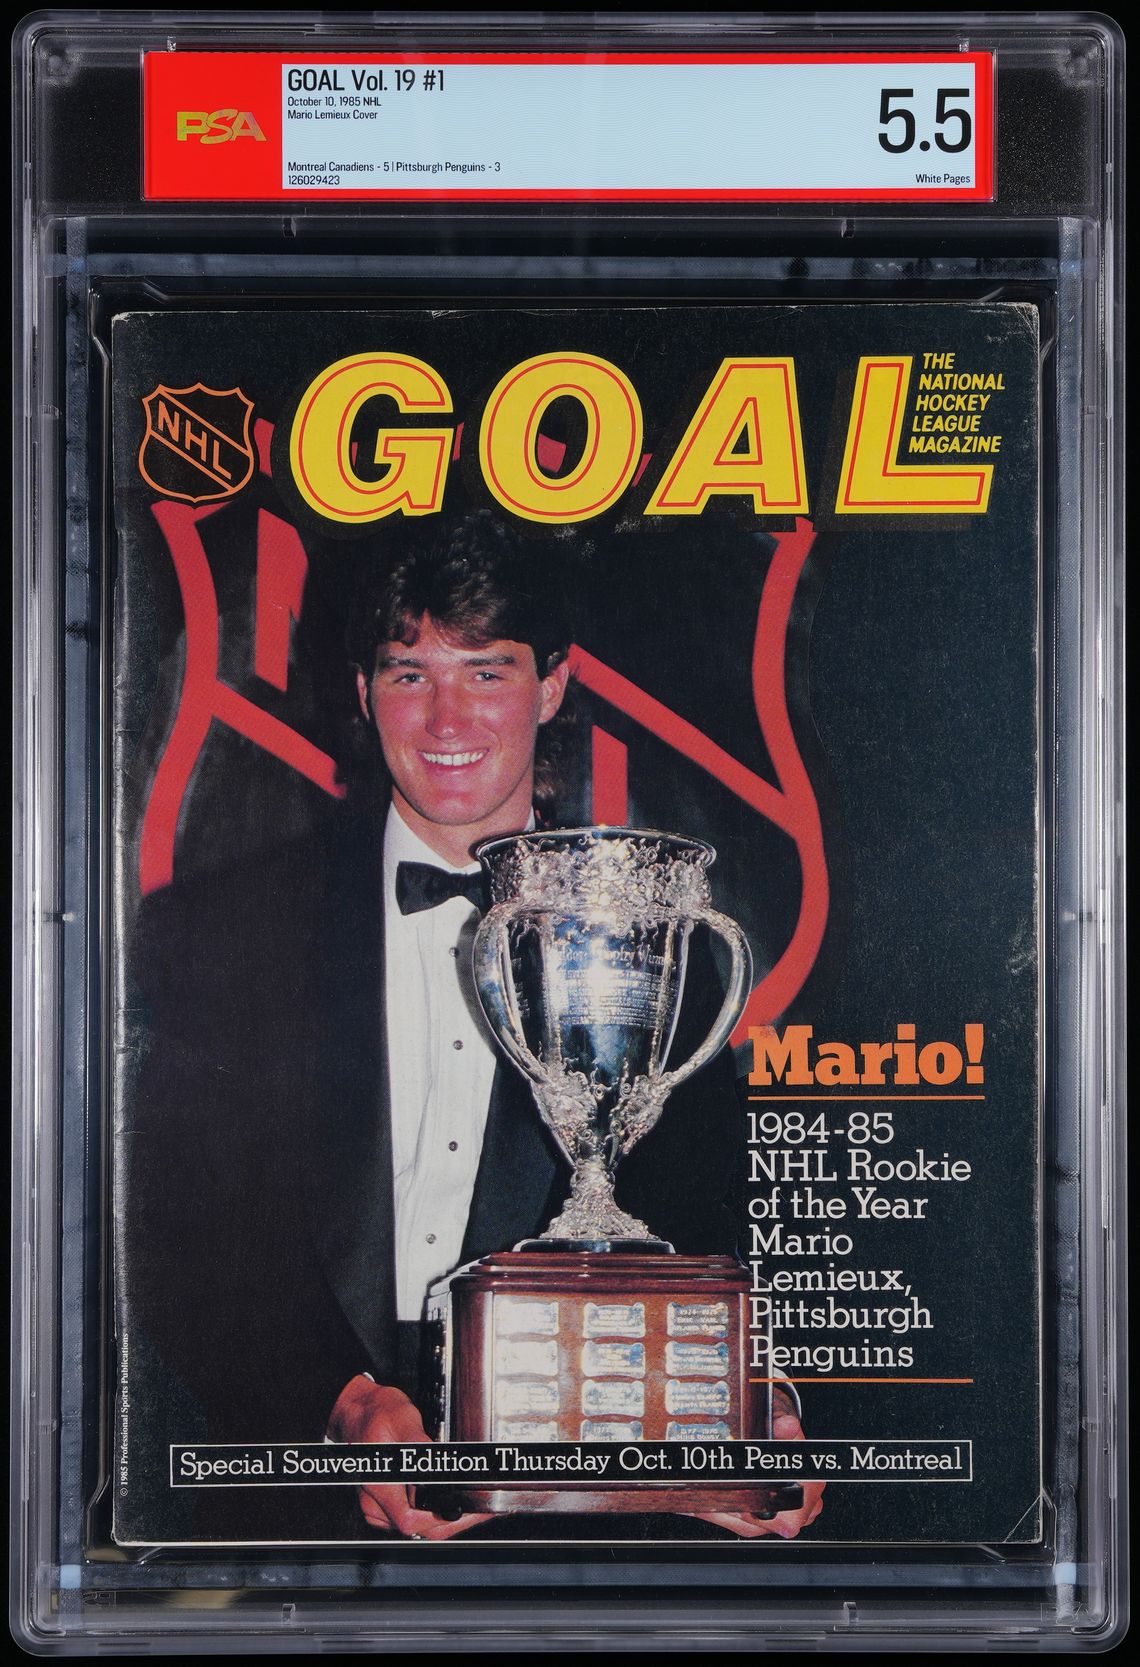 PSA
GOAL Vol. 19 #1
October 10, 1985 NHL
Mario Lemieux Cover
Montreal Canadiens - 5 | Pittsburgh Penguins - 3
126029423
5.5
White Pages
NHL
GOAL
THE
NATIONAL
HOCKEY
LEAGUE
MAGAZINE
Mario!
1984-85
NHL Rookie
of the Year
Mario
Lemieux,
Pittsburgh
Penguins
Special Souvenir Edition Thursday Oct. 10th Pens vs. Montreal
© 1985 Professional Sports Publications